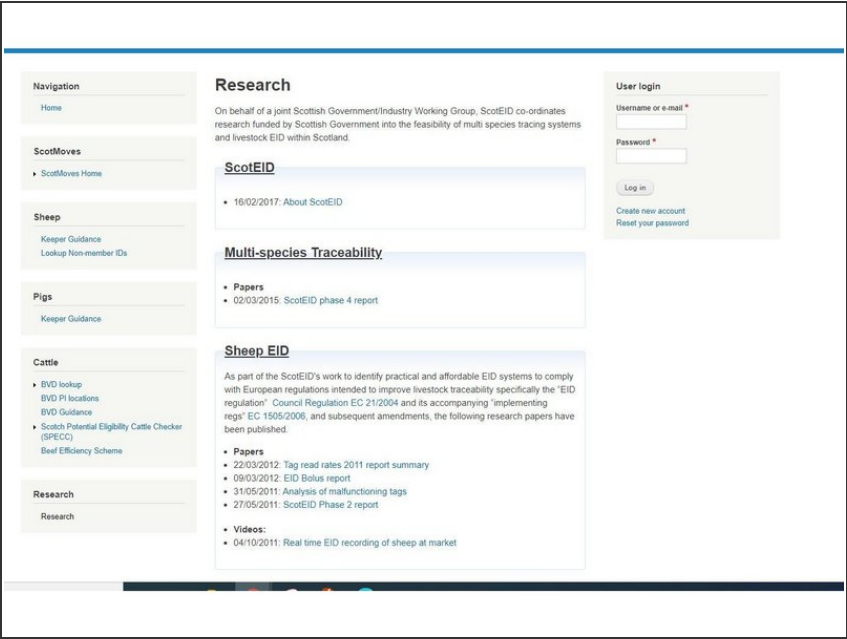 Navigation
Home
ScotMoves
ScotMoves Home
Sheep
Keeper Guidance
Lookup Non-member IDs
Pigs
Keeper Guidance
Cattle
BVD lookup
BVD PI locations
BVD Guidance
Scotch Potential Eligibility Cattle Checker
(SPECC)
Beef Efficiency Scheme
Research
Research
Research
On behalf of a joint Scottish Government/Industry Working Group, ScotEID co-ordinates
research funded by Scottish Government into the feasibility of multi species tracing systems
and livestock EID within Scotland.
ScotEID
• 16/02/2017: About ScotEID
Multi-species Traceability
• Papers
• 02/03/2015: ScotEID phase 4 report
Sheep EID
As part of the ScotEID's work to identify practical and affordable EID systems to comply
with European regulations intended to improve livestock traceability specifically the "EID
regulation" Council Regulation EC 21/2004 and its accompanying "implementing
regs" EC 1505/2006, and subsequent amendments, the following research papers have
been published.
• Papers
• 22/03/2012: Tag read rates 2011 report summary
• 09/03/2012: EID Bolus report
• 31/05/2011: Analysis of malfunctioning tags
• 27/05/2011: ScotEID Phase 2 report
• Videos:
• 04/10/2011: Real time EID recording of sheep at market
User login
Username or e-mail *
Password *
Log in
Create new account
Reset your password